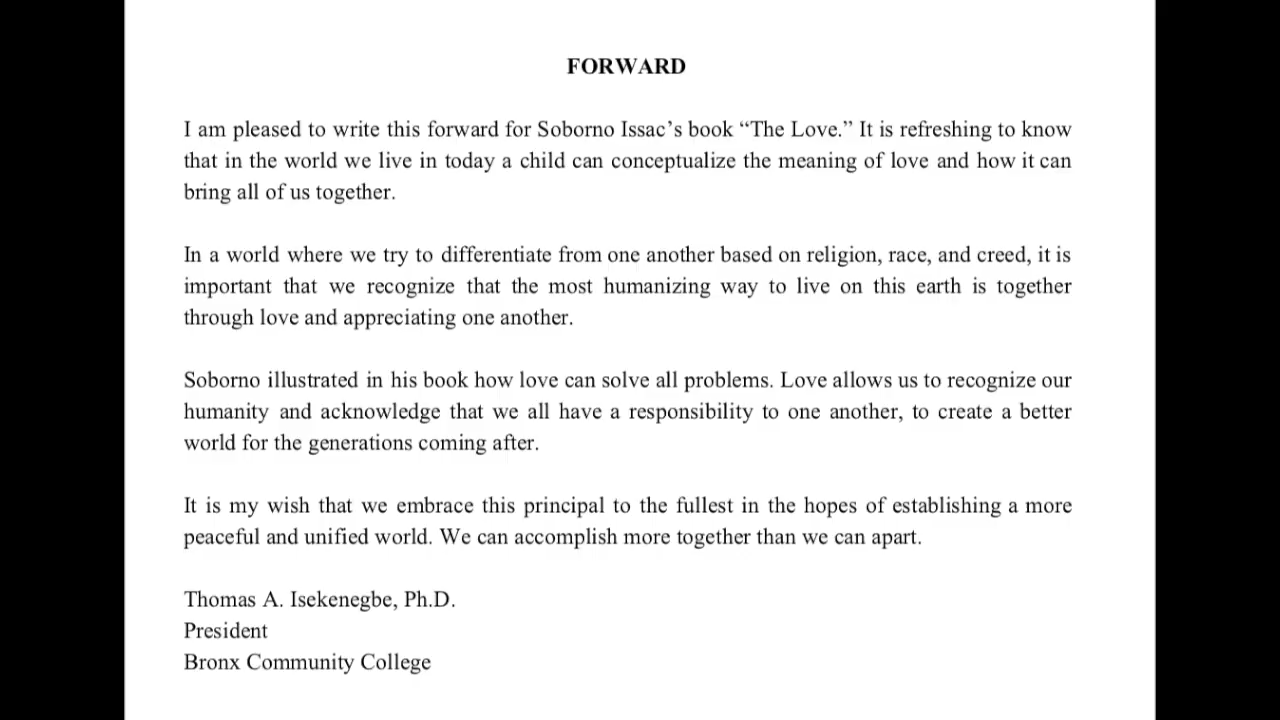 FORWARD
I am pleased to write this forward for Soborno Issac’s book “The Love.” It is refreshing to know
that in the world we live in today a child can conceptualize the meaning of love and how it can
bring all of us together.
In a world where we try to differentiate from one another based on religion, race, and creed, it is
important that we recognize that the most humanizing way to live on this earth is together
through love and appreciating one another.
Soborno illustrated in his book how love can solve all problems. Love allows us to recognize our
humanity and acknowledge that we all have a responsibility to one another, to create a better
world for the generations coming after.
It is my wish that we embrace this principal to the fullest in the hopes of establishing a more
peaceful and unified world. We can accomplish more together than we can apart.
Thomas A. Isekenegbe, Ph.D.
President
Bronx Community College